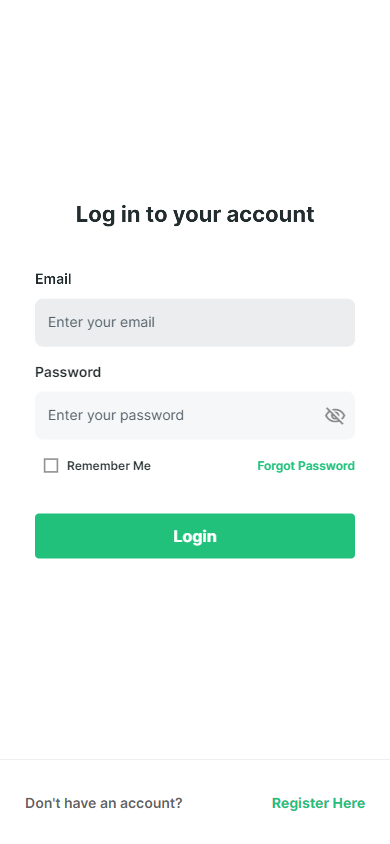 Log in to your account
Email
Enter your email
Password
Enter your password
Remember Me Forgot Password
Login
Don't have an account? Register Here